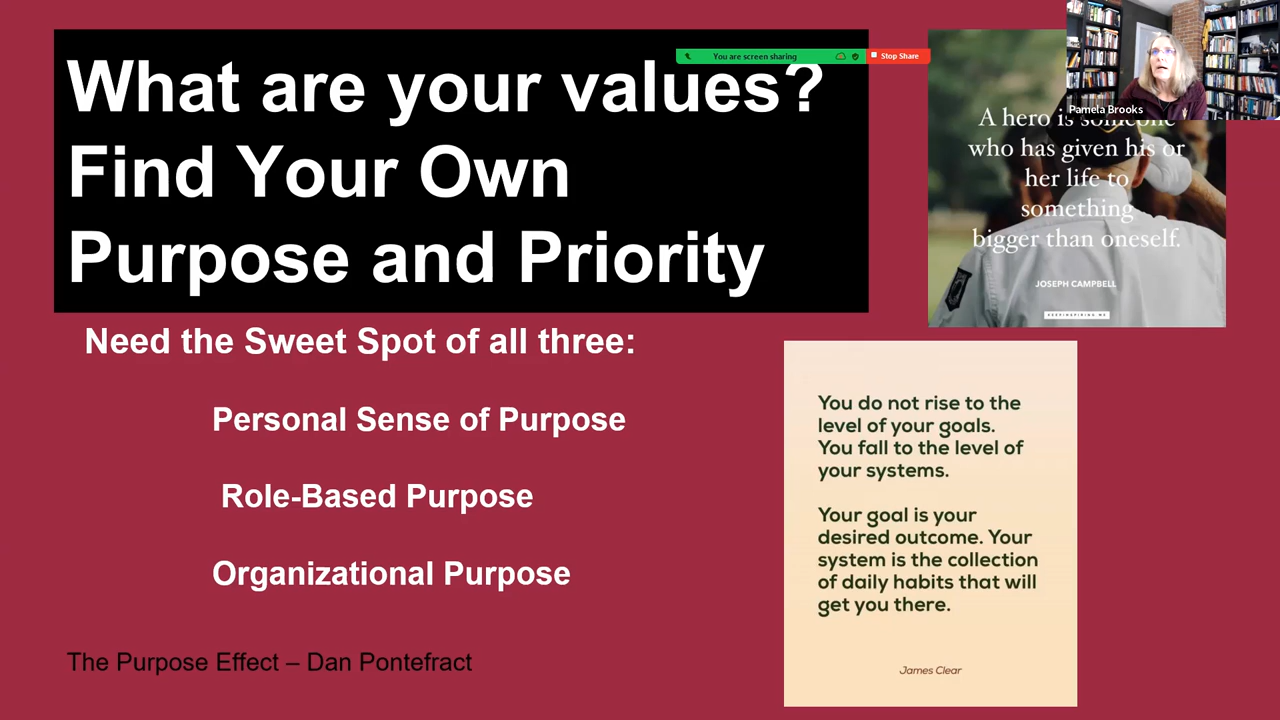 What are your values?
Find Your Own
Purpose and Priority
You are screen sharing
Stop Share
Pamela Brooks
A hero is someone
who has given his or
her life to
something
bigger than oneself.
JOSEPH CAMPBELL
Need the Sweet Spot of all three:
Personal Sense of Purpose
Role-Based Purpose
Organizational Purpose
The Purpose Effect – Dan Pontefract
You do not rise to the
level of your goals.
You fall to the level of
your systems.
Your goal is your
desired outcome. Your
system is the collection
of daily habits that will
get you there.
James Clear